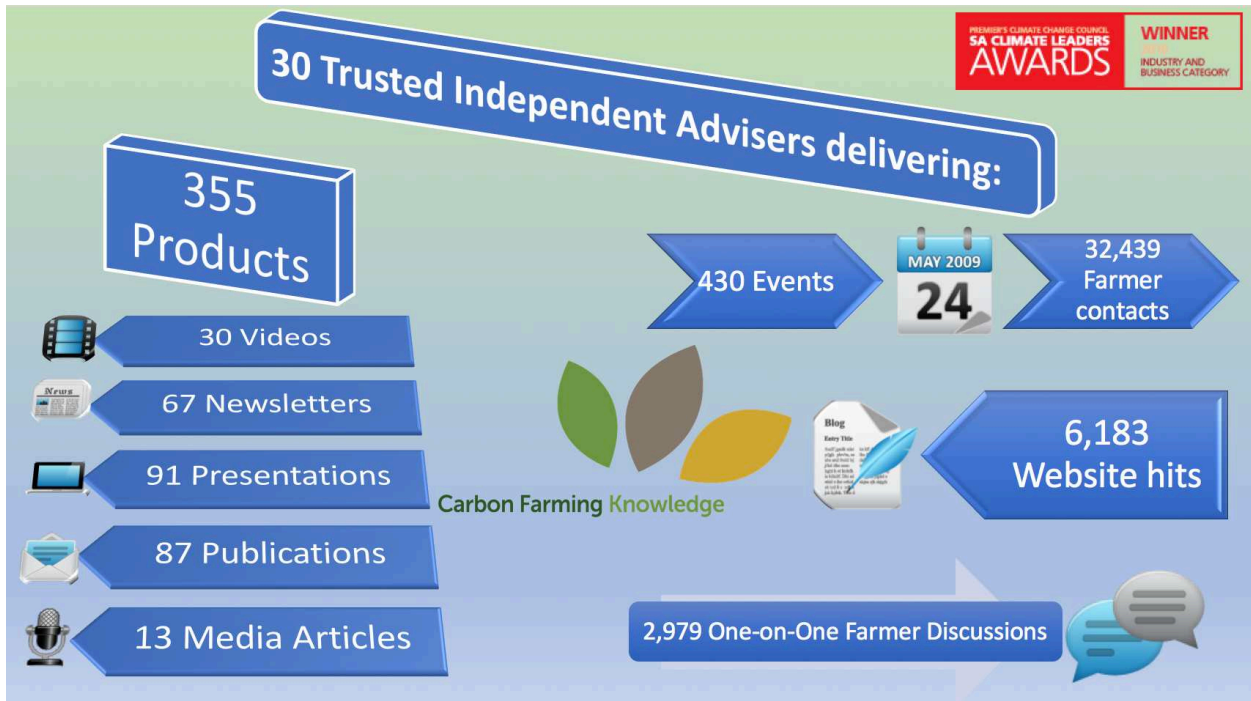 PREMIER'S CLIMATE CHANGE COUNCIL
SA CLIMATE LEADERS
AWARDS
WINNER
INDUSTRY AND
BUSINESS CATEGORY
30 Trusted Independent Advisers delivering:
355
Products
30 Videos
News
67 Newsletters
91 Presentations
87 Publications
13 Media Articles
430 Events
MAY 2009
24
32,439
Farmer
contacts
Carbon Farming Knowledge
Blog
Entry Title
6,183
Website hits
2,979 One-on-One Farmer Discussions